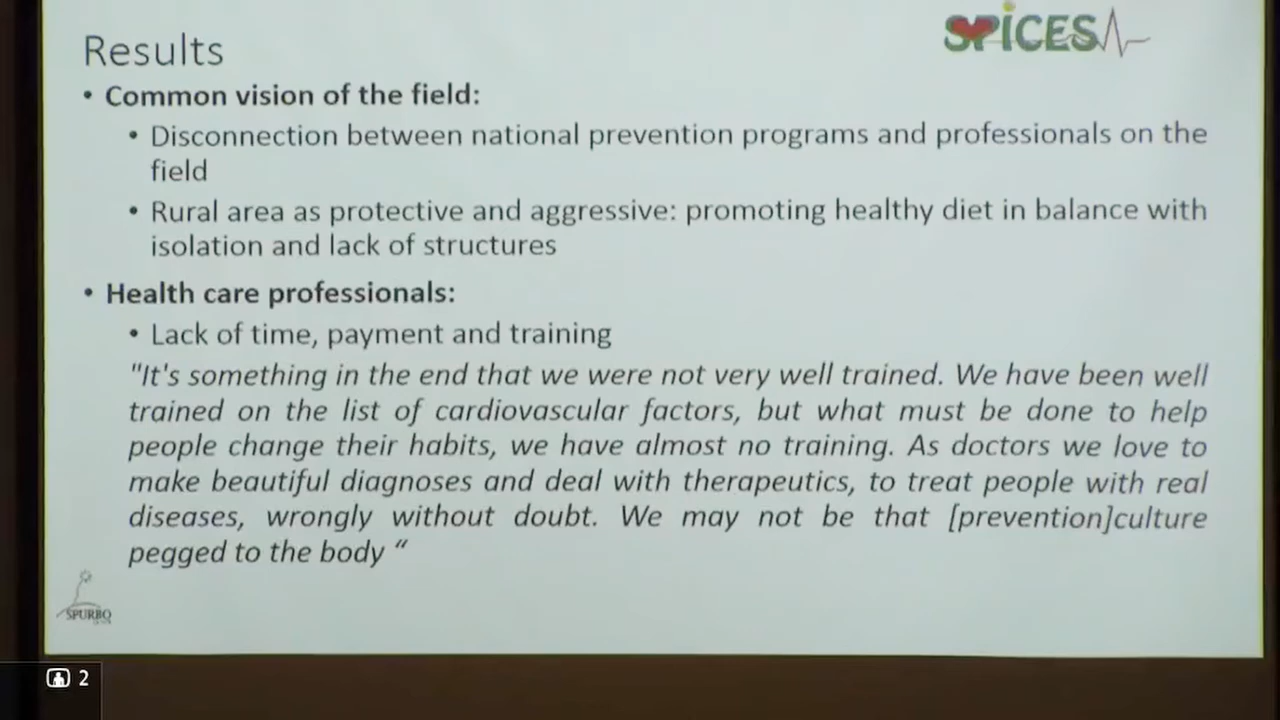 SPICES
Results
• Common vision of the field:
• Disconnection between national prevention programs and professionals on the
field
• Rural area as protective and aggressive: promoting healthy diet in balance with
isolation and lack of structures
• Health care professionals:
• Lack of time, payment and training
"It's something in the end that we were not very well trained. We have been well
trained on the list of cardiovascular factors, but what must be done to help
people change their habits, we have almost no training. As doctors we love to
make beautiful diagnoses and deal with therapeutics, to treat people with real
diseases, wrongly without doubt. We may not be that [prevention]culture
pegged to the body “
SPURBO
2